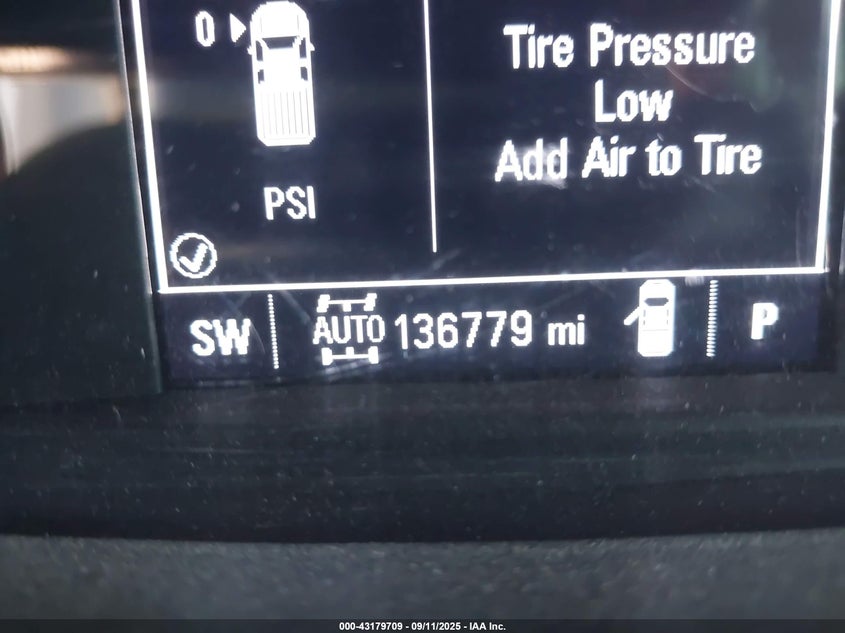 0
Tire Pressure
Low
Add Air to Tire
PSI
SW AUTO 136779 mi P
000-43179709 - 09/11/2025 - IAA Inc.